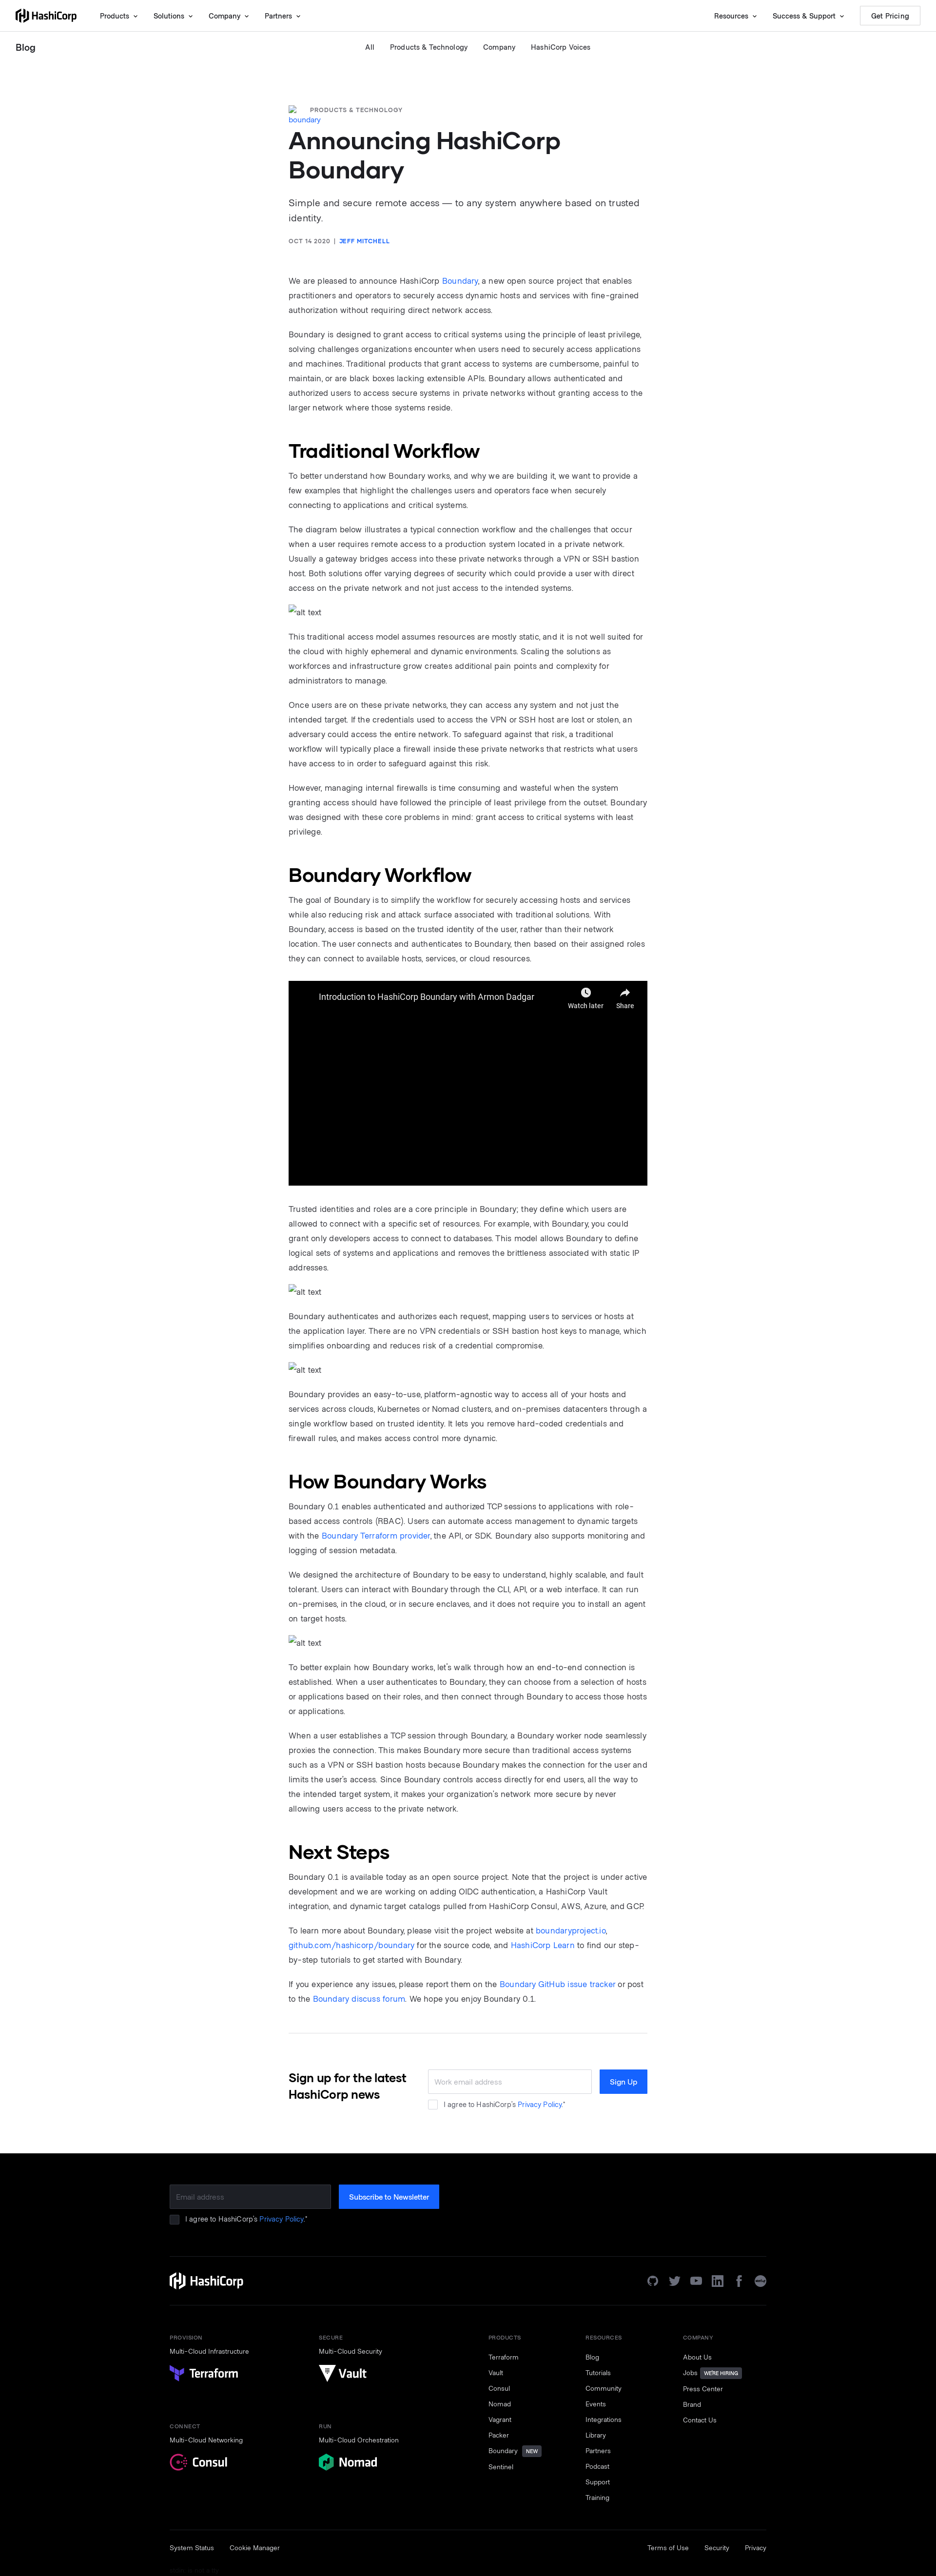 HashiCorp Products Solutions Company Partners Resources Success & Support Get Pricing
Blog All Products & Technology Company HashiCorp Voices
boundary PRODUCTS & TECHNOLOGY
Announcing HashiCorp
Boundary
Simple and secure remote access — to any system anywhere based on trusted
identity.
OCT 14 2020 | JEFF MITCHELL
We are pleased to announce HashiCorp Boundary, a new open source project that enables
practitioners and operators to securely access dynamic hosts and services with fine-grained
authorization without requiring direct network access.
Boundary is designed to grant access to critical systems using the principle of least privilege,
solving challenges organizations encounter when users need to securely access applications
and machines. Traditional products that grant access to systems are cumbersome, painful to
maintain, or are black boxes lacking extensible APIs. Boundary allows authenticated and
authorized users to access secure systems in private networks without granting access to the
larger network where those systems reside.
Traditional Workflow
To better understand how Boundary works, and why we are building it, we want to provide a
few examples that highlight the challenges users and operators face when securely
connecting to applications and critical systems.
The diagram below illustrates a typical connection workflow and the challenges that occur
when a user requires remote access to a production system located in a private network.
Usually a gateway bridges access into these private networks through a VPN or SSH bastion
host. Both solutions offer varying degrees of security which could provide a user with direct
access on the private network and not just access to the intended systems.
alt text
This traditional access model assumes resources are mostly static, and it is not well suited for
the cloud with highly ephemeral and dynamic environments. Scaling the solutions as
workforces and infrastructure grow creates additional pain points and complexity for
administrators to manage.
Once users are on these private networks, they can access any system and not just the
intended target. If the credentials used to access the VPN or SSH host are lost or stolen, an
adversary could access the entire network. To safeguard against that risk, a traditional
workflow will typically place a firewall inside these private networks that restricts what users
have access to in order to safeguard against this risk.
However, managing internal firewalls is time consuming and wasteful when the system
granting access should have followed the principle of least privilege from the outset. Boundary
was designed with these core problems in mind: grant access to critical systems with least
privilege.
Boundary Workflow
The goal of Boundary is to simplify the workflow for securely accessing hosts and services
while also reducing risk and attack surface associated with traditional solutions. With
Boundary, access is based on the trusted identity of the user, rather than their network
location. The user connects and authenticates to Boundary, then based on their assigned roles
they can connect to available hosts, services, or cloud resources.
Introduction to HashiCorp Boundary with Armon Dadgar
Watch later Share
Trusted identities and roles are a core principle in Boundary; they define which users are
allowed to connect with a specific set of resources. For example, with Boundary, you could
grant only developers access to connect to databases. This model allows Boundary to define
logical sets of systems and applications and removes the brittleness associated with static IP
addresses.
alt text
Boundary authenticates and authorizes each request, mapping users to services or hosts at
the application layer. There are no VPN credentials or SSH bastion host keys to manage, which
simplifies onboarding and reduces risk of a credential compromise.
alt text
Boundary provides an easy-to-use, platform-agnostic way to access all of your hosts and
services across clouds, Kubernetes or Nomad clusters, and on-premises datacenters through a
single workflow based on trusted identity. It lets you remove hard-coded credentials and
firewall rules, and makes access control more dynamic.
How Boundary Works
Boundary 0.1 enables authenticated and authorized TCP sessions to applications with role-
based access controls (RBAC). Users can automate access management to dynamic targets
with the Boundary Terraform provider, the API, or SDK. Boundary also supports monitoring and
logging of session metadata.
We designed the architecture of Boundary to be easy to understand, highly scalable, and fault
tolerant. Users can interact with Boundary through the CLI, API, or a web interface. It can run
on-premises, in the cloud, or in secure enclaves, and it does not require you to install an agent
on target hosts.
alt text
To better explain how Boundary works, let's walk through how an end-to-end connection is
established. When a user authenticates to Boundary, they can choose from a selection of hosts
or applications based on their roles, and then connect through Boundary to access those hosts
or applications.
When a user establishes a TCP session through Boundary, a Boundary worker node seamlessly
proxies the connection. This makes Boundary more secure than traditional access systems
such as a VPN or SSH bastion hosts because Boundary makes the connection for the user and
limits the user's access. Since Boundary controls access directly for end users, all the way to
the intended target system, it makes your organization's network more secure by never
allowing users access to the private network.
Next Steps
Boundary 0.1 is available today as an open source project. Note that the project is under active
development and we are working on adding OIDC authentication, a HashiCorp Vault
integration, and dynamic target catalogs pulled from HashiCorp Consul, AWS, Azure, and GCP.
To learn more about Boundary, please visit the project website at boundaryproject.io,
github.com/hashicorp/boundary for the source code, and HashiCorp Learn to find our step-
by-step tutorials to get started with Boundary.
If you experience any issues, please report them on the Boundary GitHub issue tracker or post
to the Boundary discuss forum. We hope you enjoy Boundary 0.1.
Sign up for the latest
HashiCorp news
Work email address Sign Up
I agree to HashiCorp's Privacy Policy.*
Email address Subscribe to Newsletter
I agree to HashiCorp's Privacy Policy.*
HashiCorp
PROVISION
Multi-Cloud Infrastructure
Terraform
SECURE
Multi-Cloud Security
Vault
CONNECT
Multi-Cloud Networking
Consul
RUN
Multi-Cloud Orchestration
Nomad
PRODUCTS
Terraform
Vault
Consul
Nomad
Vagrant
Packer
Boundary NEW
Sentinel
RESOURCES
Blog
Tutorials
Community
Events
Integrations
Library
Partners
Podcast
Support
Training
COMPANY
About Us
Jobs WE'RE HIRING
Press Center
Brand
Contact Us
System Status Cookie Manager Terms of Use Security Privacy